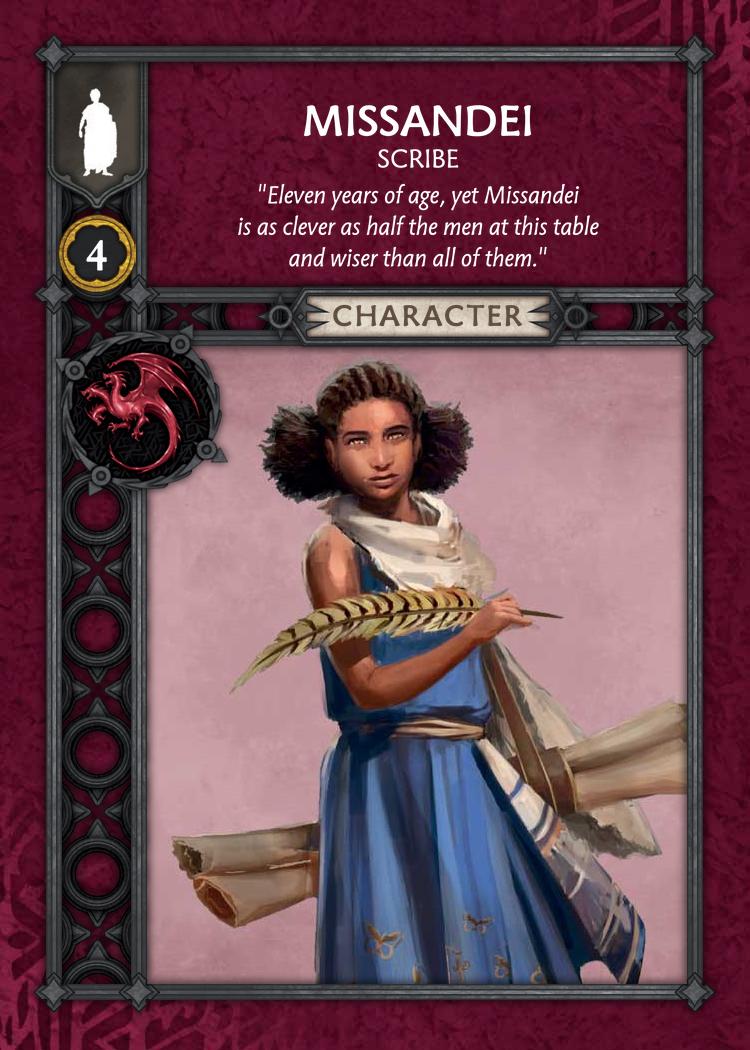 MISSANDEI
SCRIBE
"Eleven years of age, yet Missandei
is as clever as half the men at this table
and wiser than all of them."
4
CHARACTER